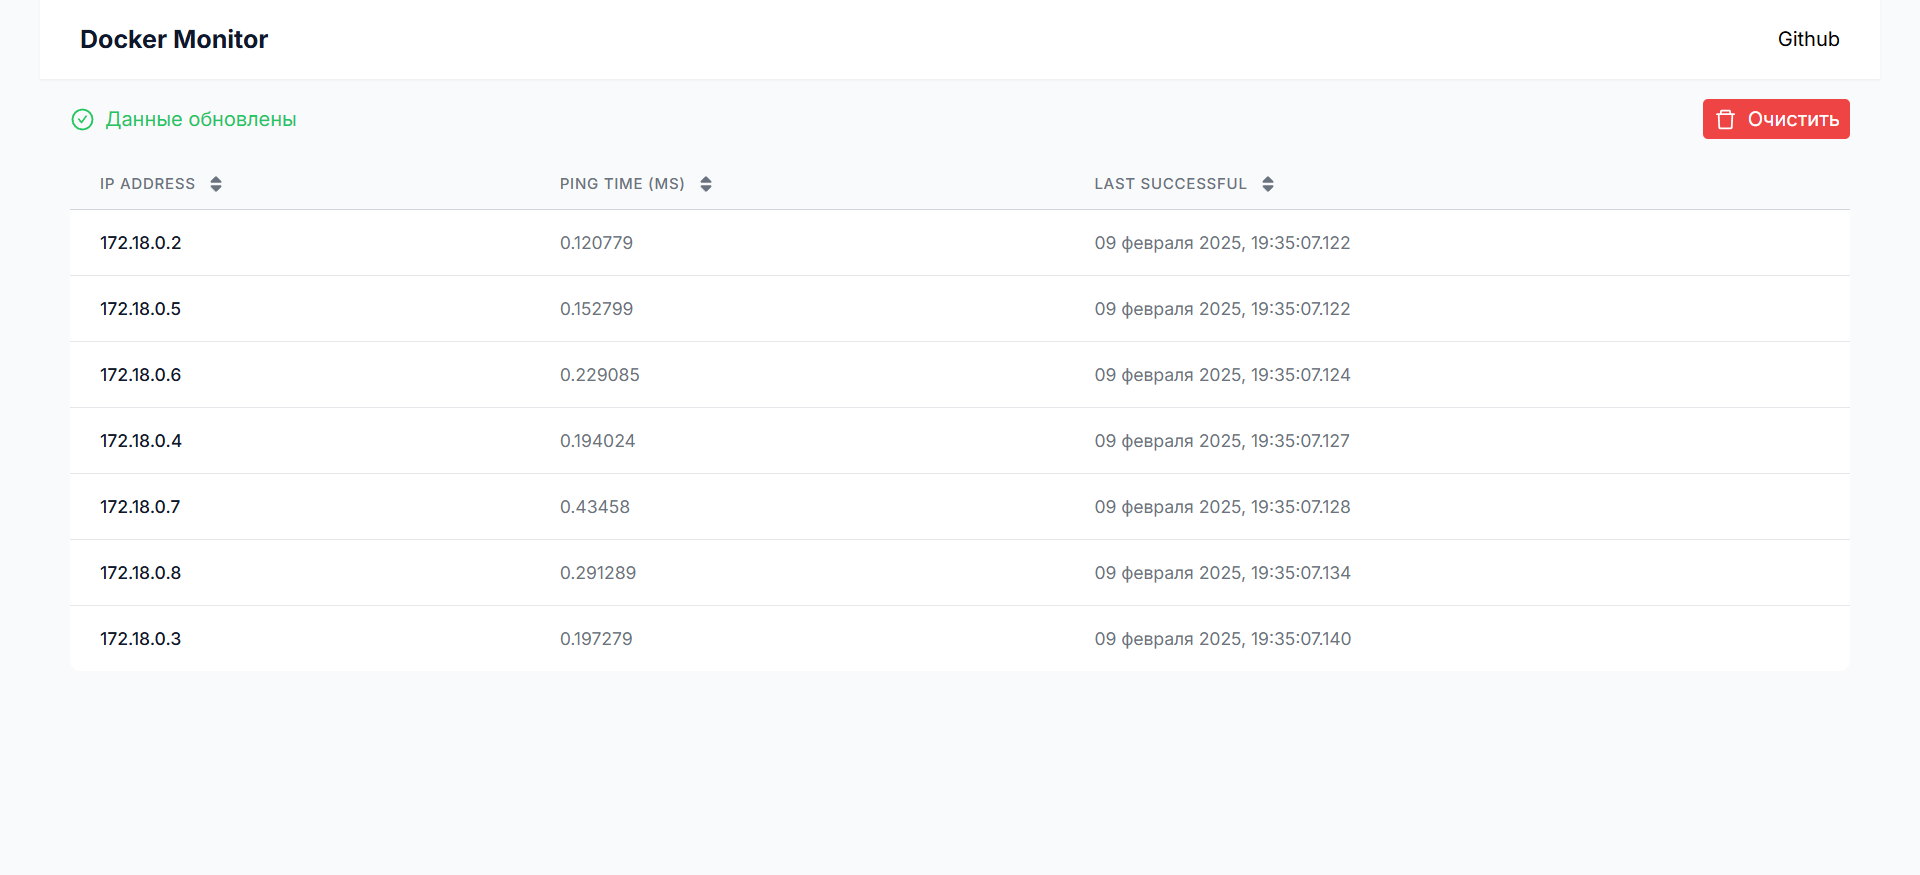 Docker Monitor Github
Данные обновлены Очистить
IP ADDRESS PING TIME (MS) LAST SUCCESSFUL
172.18.0.2 0.120779 09 февраля 2025, 19:35:07.122
172.18.0.5 0.152799 09 февраля 2025, 19:35:07.122
172.18.0.6 0.229085 09 февраля 2025, 19:35:07.124
172.18.0.4 0.194024 09 февраля 2025, 19:35:07.127
172.18.0.7 0.43458 09 февраля 2025, 19:35:07.128
172.18.0.8 0.291289 09 февраля 2025, 19:35:07.134
172.18.0.3 0.197279 09 февраля 2025, 19:35:07.140